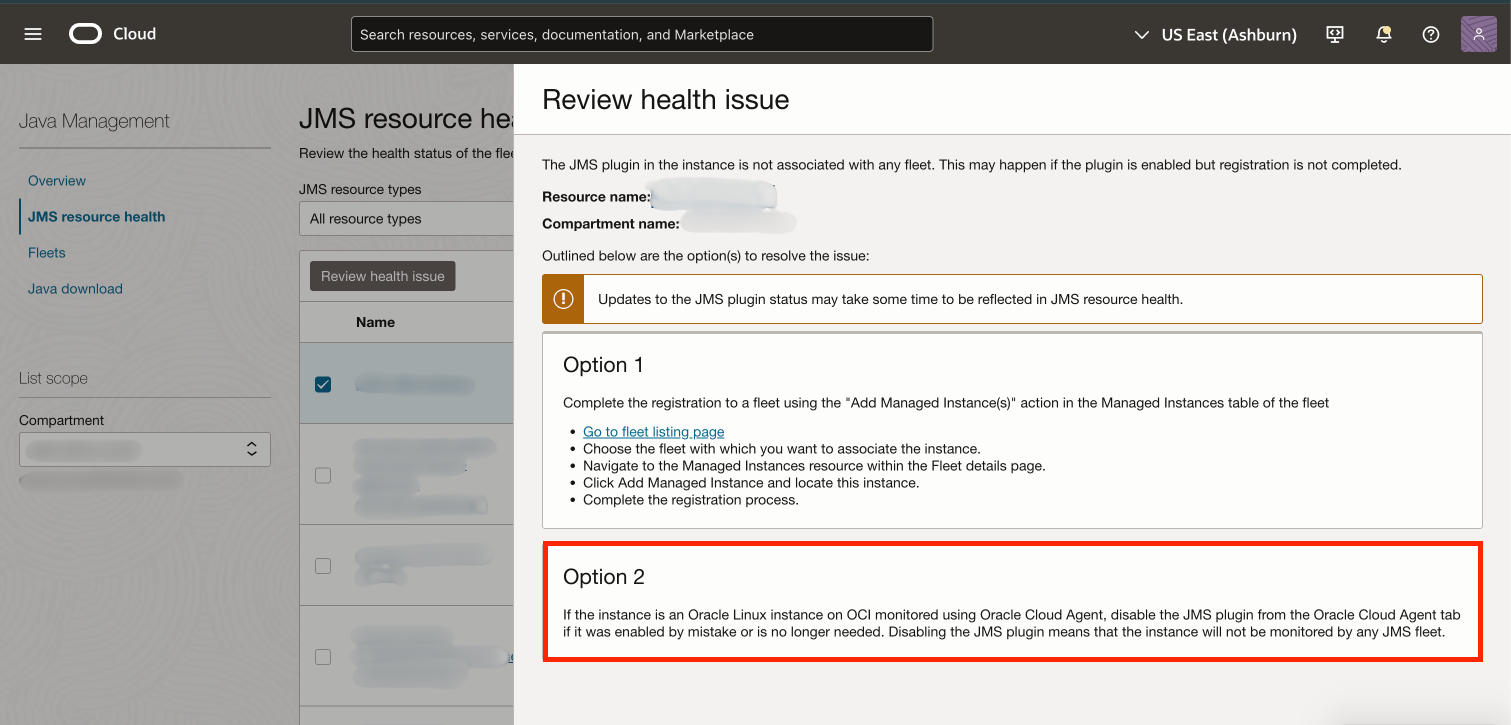 Cloud
Search resources, services, documentation, and Marketplace
US East (Ashburn)
Java Management
Overview
JMS resource health
Fleets
Java download
List scope
Compartment
JMS resource hea
Review the health status of the flee
JMS resource types
All resource types
Review health issue
Name
Review health issue
The JMS plugin in the instance is not associated with any fleet. This may happen if the plugin is enabled but registration is not completed.
Resource name:
Compartment name:
Outlined below are the option(s) to resolve the issue:
Updates to the JMS plugin status may take some time to be reflected in JMS resource health.
Option 1
Complete the registration to a fleet using the "Add Managed Instance(s)" action in the Managed Instances table of the fleet
• Go to fleet listing page
• Choose the fleet with which you want to associate the instance.
• Navigate to the Managed Instances resource within the Fleet details page.
• Click Add Managed Instance and locate this instance.
• Complete the registration process.
Option 2
If the instance is an Oracle Linux instance on OCI monitored using Oracle Cloud Agent, disable the JMS plugin from the Oracle Cloud Agent tab
if it was enabled by mistake or is no longer needed. Disabling the JMS plugin means that the instance will not be monitored by any JMS fleet.